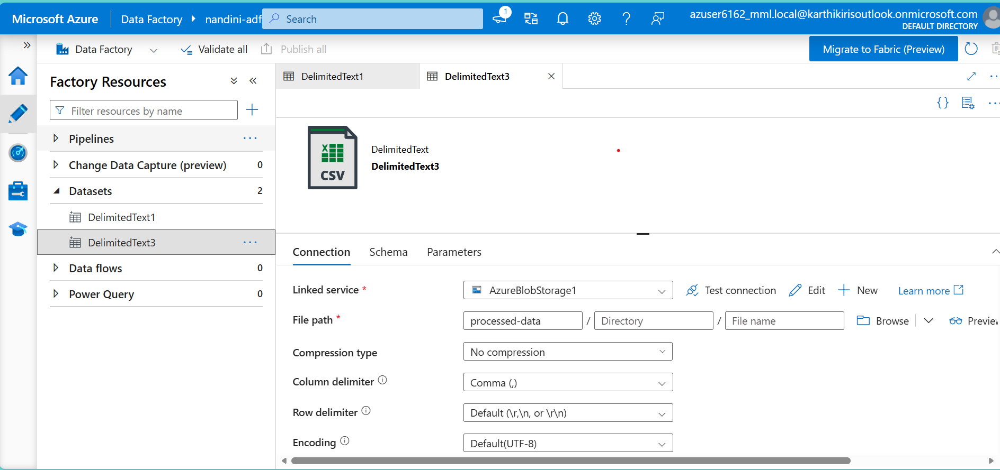 Microsoft Azure
Data Factory
nandini-adf
Search
1
azuser6162_mml.local@karthikirisoutlook.onmicrosoft.com
DEFAULT DIRECTORY
Data Factory
Validate all
Publish all
Migrate to Fabric (Preview)
Factory Resources
Filter resources by name
Pipelines
Change Data Capture (preview) 0
Datasets 2
DelimitedText1
DelimitedText3
Data flows 0
Power Query 0
DelimitedText1
DelimitedText3
{}
CSV
DelimitedText
DelimitedText3
Connection Schema Parameters
Linked service * AzureBlobStorage1 Test connection Edit New Learn more
File path * processed-data / Directory / File name Browse Previe
Compression type No compression
Column delimiter Comma (,)
Row delimiter Default (\r,\n, or \r\n)
Encoding Default(UTF-8)